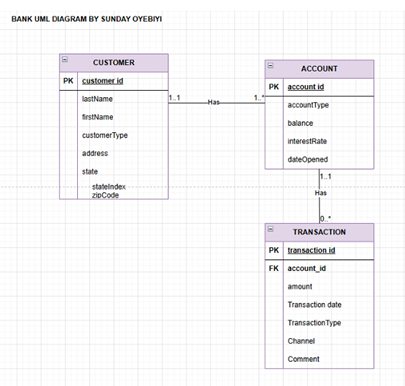 BANK UML DIAGRAM BY SUNDAY OYEBIYI
CUSTOMER
PK customer id
lastName
firstName
customerType
address
state
stateIndex
zipCode
1..1
Has
1..*
ACCOUNT
PK account id
accountType
balance
interestRate
dateOpened
1..1
Has
0..*
TRANSACTION
PK transaction id
FK account_id
amount
Transaction date
TransactionType
Channel
Comment